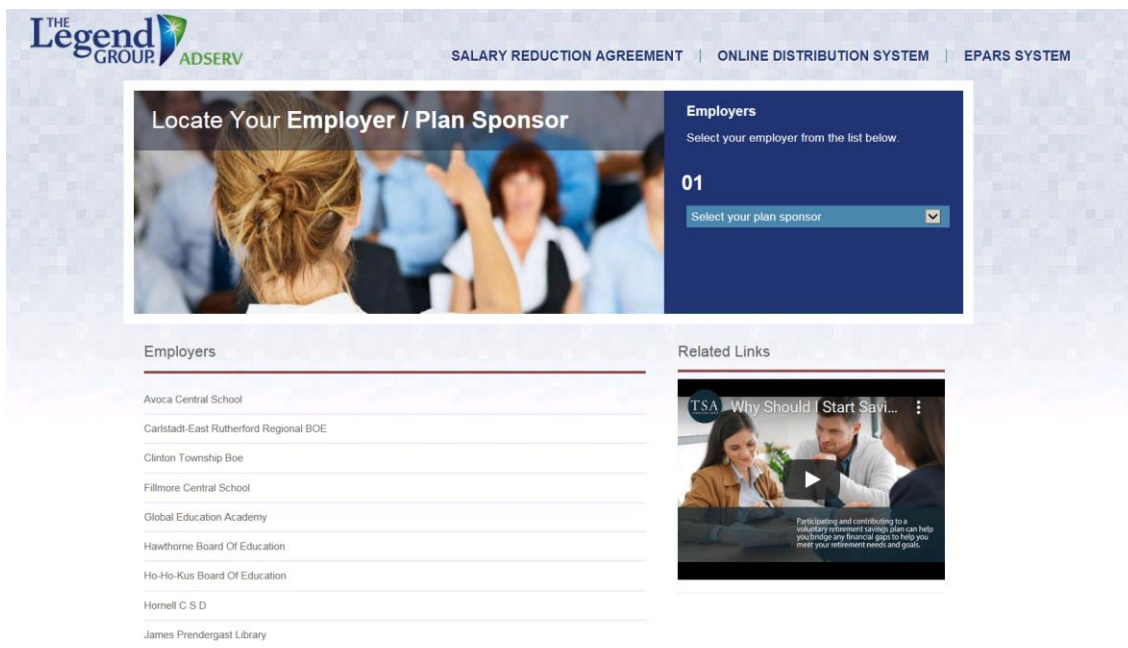 THE
Legend
GROUP.
ADSERV
SALARY REDUCTION AGREEMENT | ONLINE DISTRIBUTION SYSTEM | EPARS SYSTEM
Locate Your Employer / Plan Sponsor
Employers
Select your employer from the list below.
01
Select your plan sponsor
Employers
Avoca Central School
Carlstadt-East Rutherford Regional BOE
Clinton Township Boe
Fillmore Central School
Global Education Academy
Hawthorne Board Of Education
Ho-Ho-Kus Board Of Education
Hornell C S D
James Prendergast Library
Related Links
TSA
Why Should I Start Savi...
Participating and contributing to a
voluntary retirement savings plan can help
you bridge any financial gaps to help you
meet your retirement needs and goals.